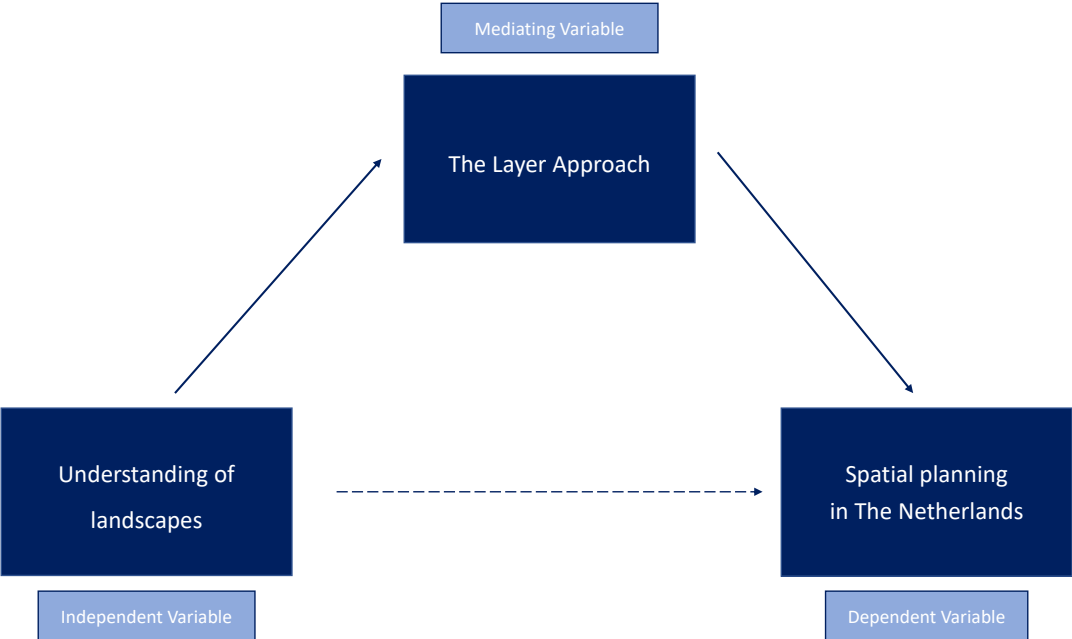 Mediating Variable
The Layer Approach
Understanding of
landscapes
Spatial planning
in The Netherlands
Independent Variable
Dependent Variable